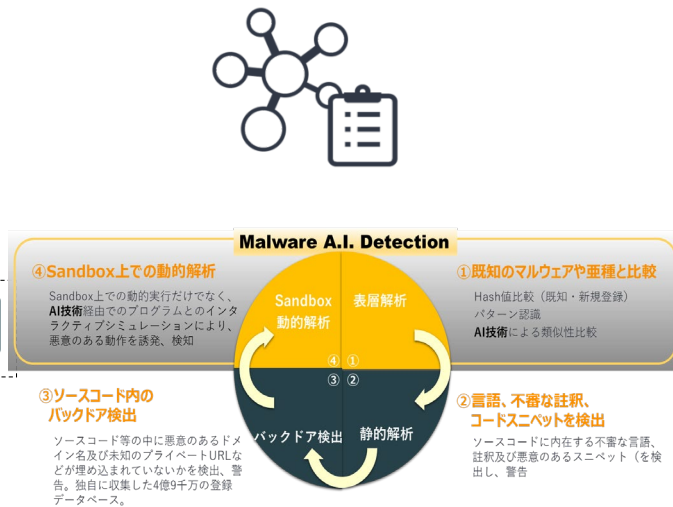 Malware A.I. Detection
④Sandbox上での動的解析
Sandbox上での動的実行だけでなく、
AI技術経由でのプログラムとのインタ
ラクティブシミュレーションにより、
悪意のある動作を誘発、検知
Sandbox
動的解析
表層解析
④ ①
③ ②
バックドア検出
静的解析
①既知のマルウェアや亜種と比較
Hash値比較（既知・新規登録）
パターン認識
AI技術による類似性比較
③ソースコード内の
バックドア検出
ソースコード等の中に悪意のあるドメ
イン名及び未知のプライベートURLな
どが埋め込まれていないかを検出、警
告。独自に収集した4億9千万の登録
データベース。
②言語、不審な註釈、
コードスニペットを検出
ソースコードに内在する不審な言語、
註釈及び悪意のあるスニペット（を検
出し、警告